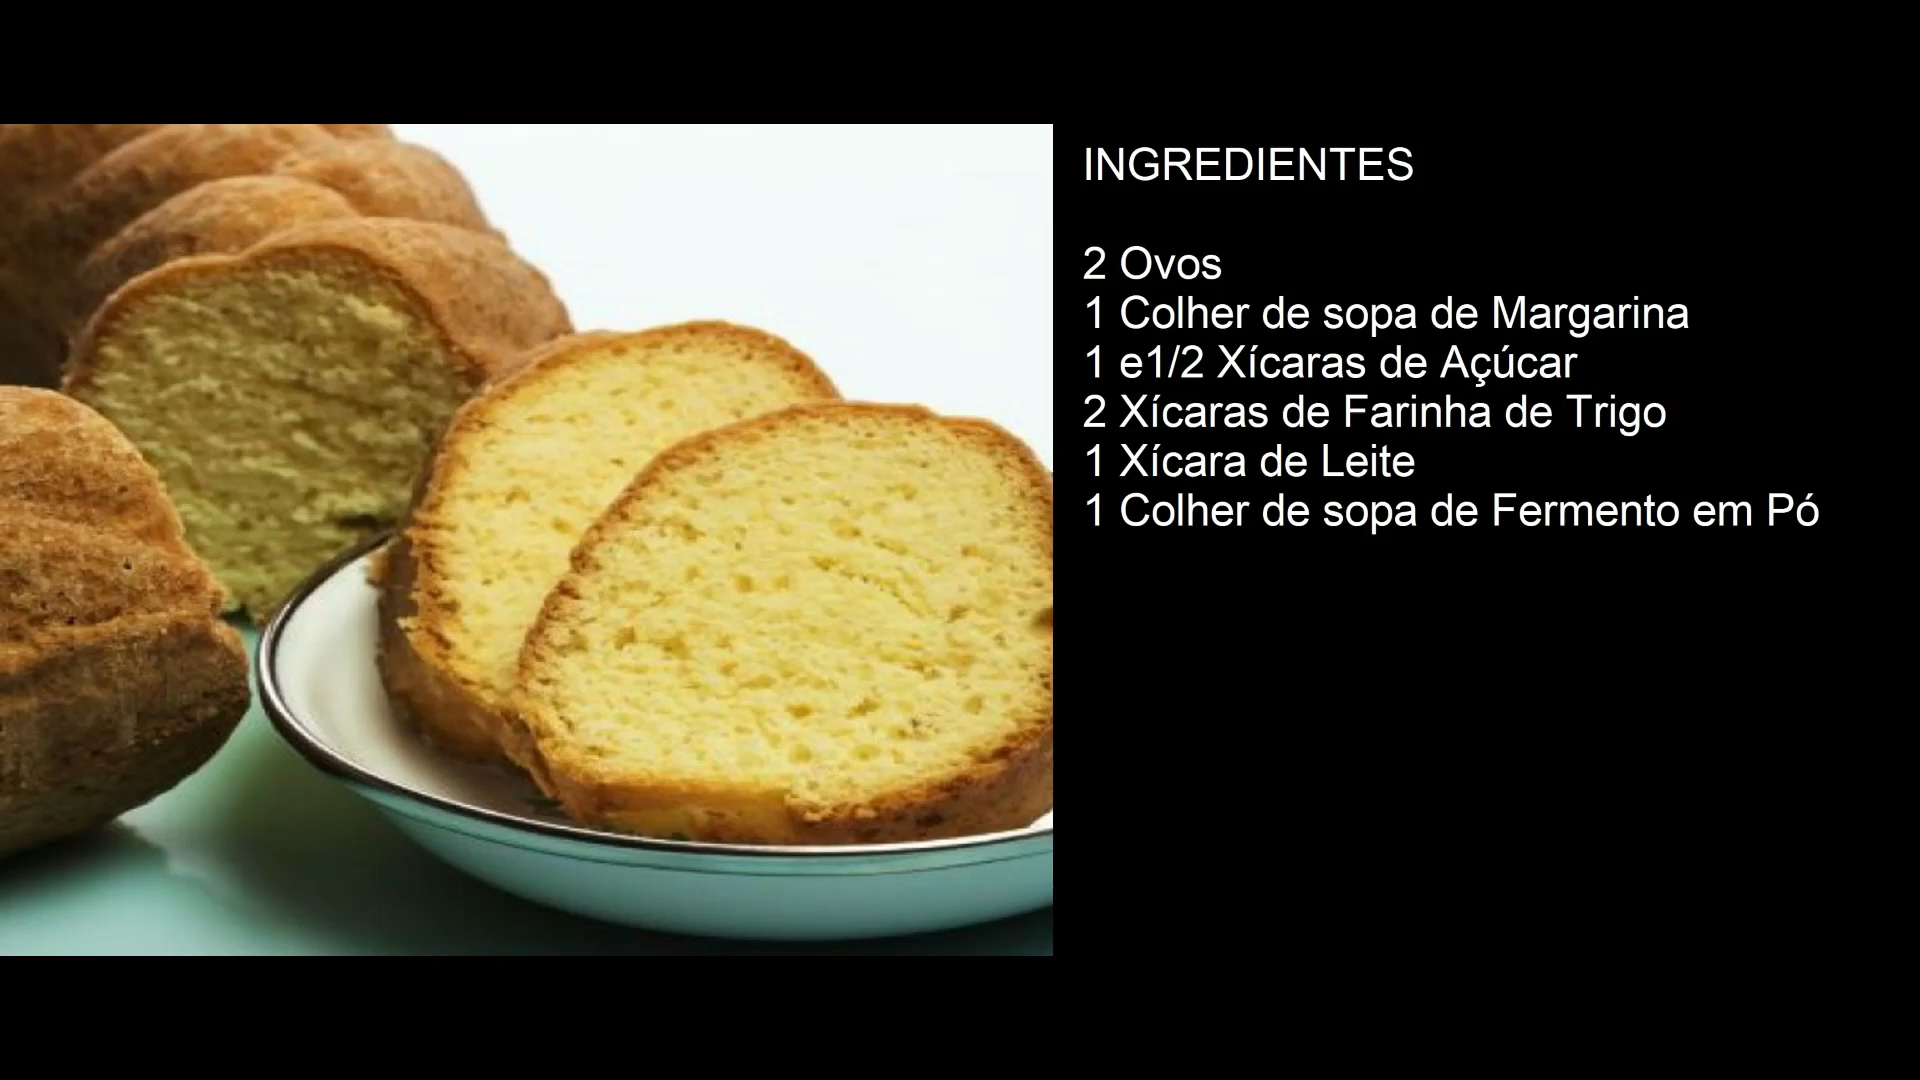 INGREDIENTES
2 Ovos
1 Colher de sopa de Margarina
1 e1/2 Xícaras de Açúcar
2 Xícaras de Farinha de Trigo
1 Xícara de Leite
1 Colher de sopa de Fermento em Pó